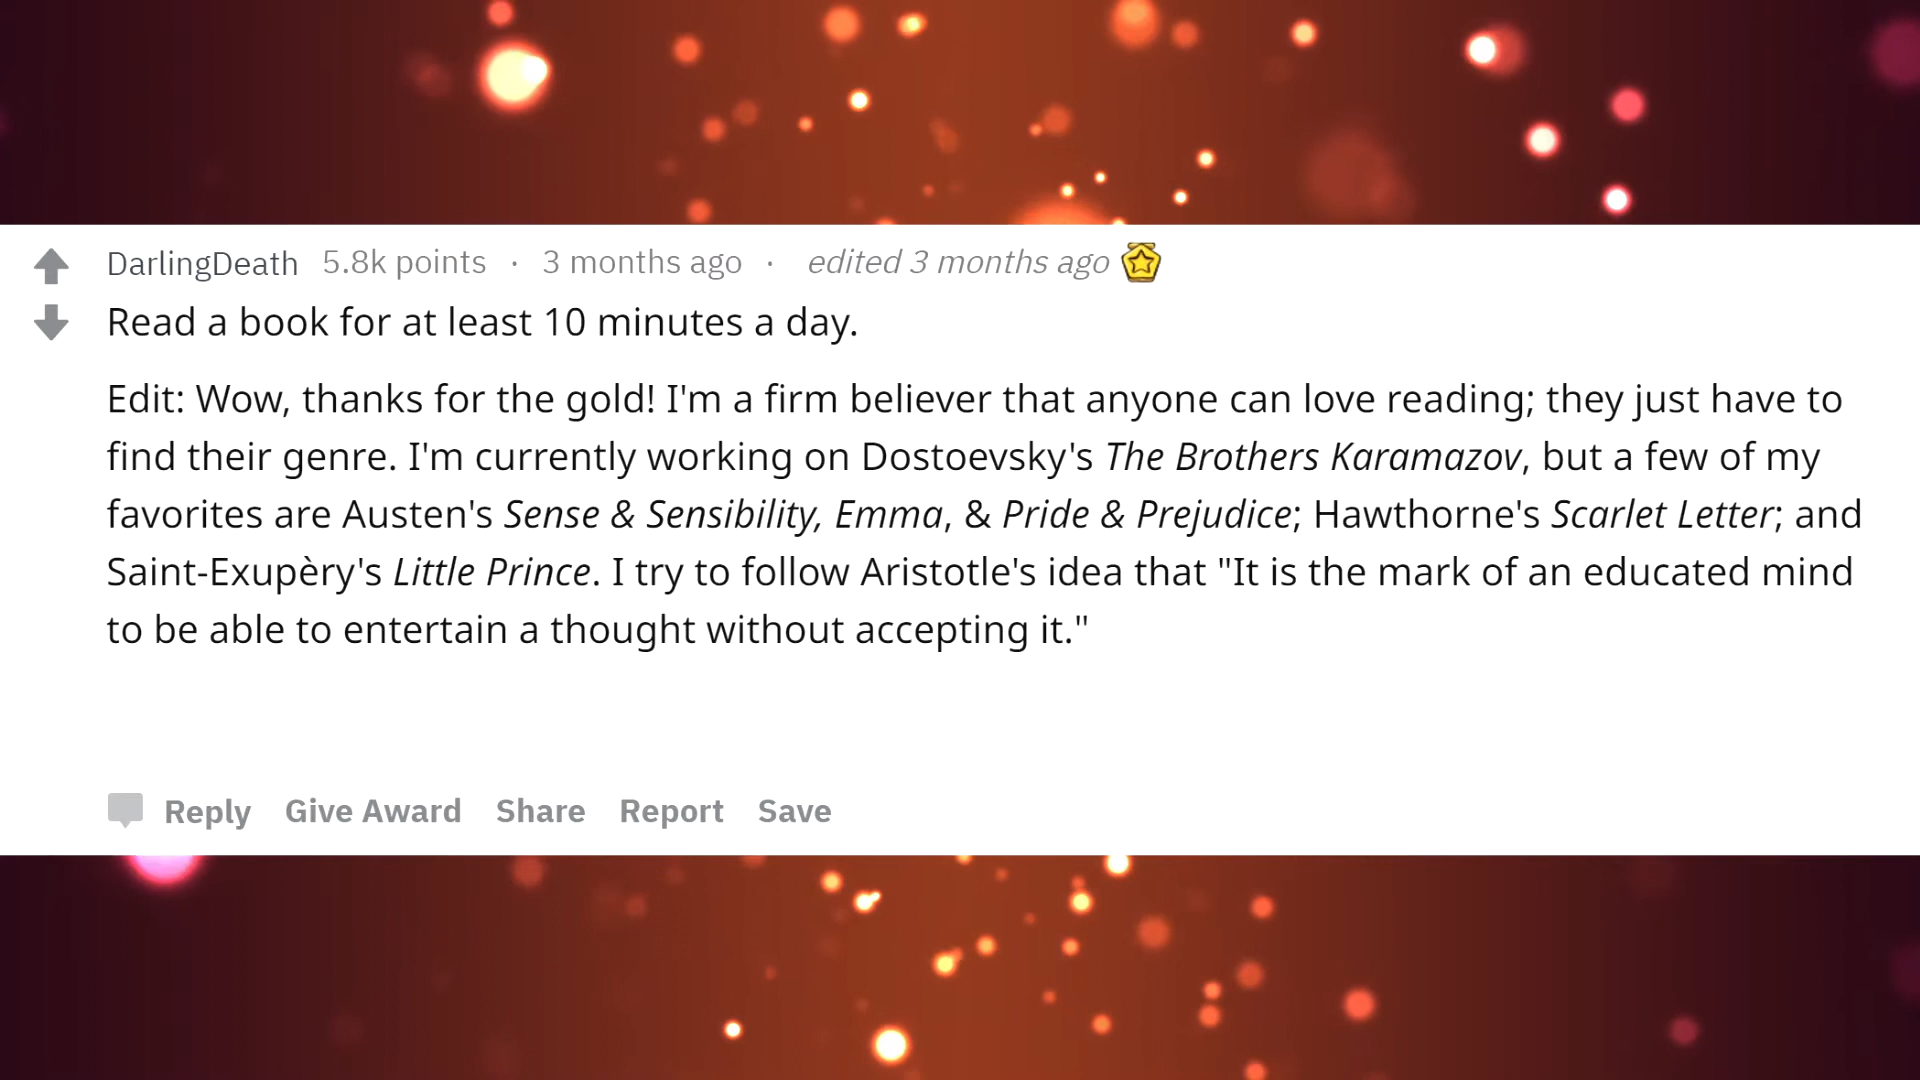 DarlingDeath 5.8k points · 3 months ago · edited 3 months ago
Read a book for at least 10 minutes a day.
Edit: Wow, thanks for the gold! I'm a firm believer that anyone can love reading; they just have to
find their genre. I'm currently working on Dostoevsky's The Brothers Karamazov, but a few of my
favorites are Austen's Sense & Sensibility, Emma, & Pride & Prejudice; Hawthorne's Scarlet Letter; and
Saint-Exupèry's Little Prince. I try to follow Aristotle's idea that "It is the mark of an educated mind
to be able to entertain a thought without accepting it."
Reply Give Award Share Report Save